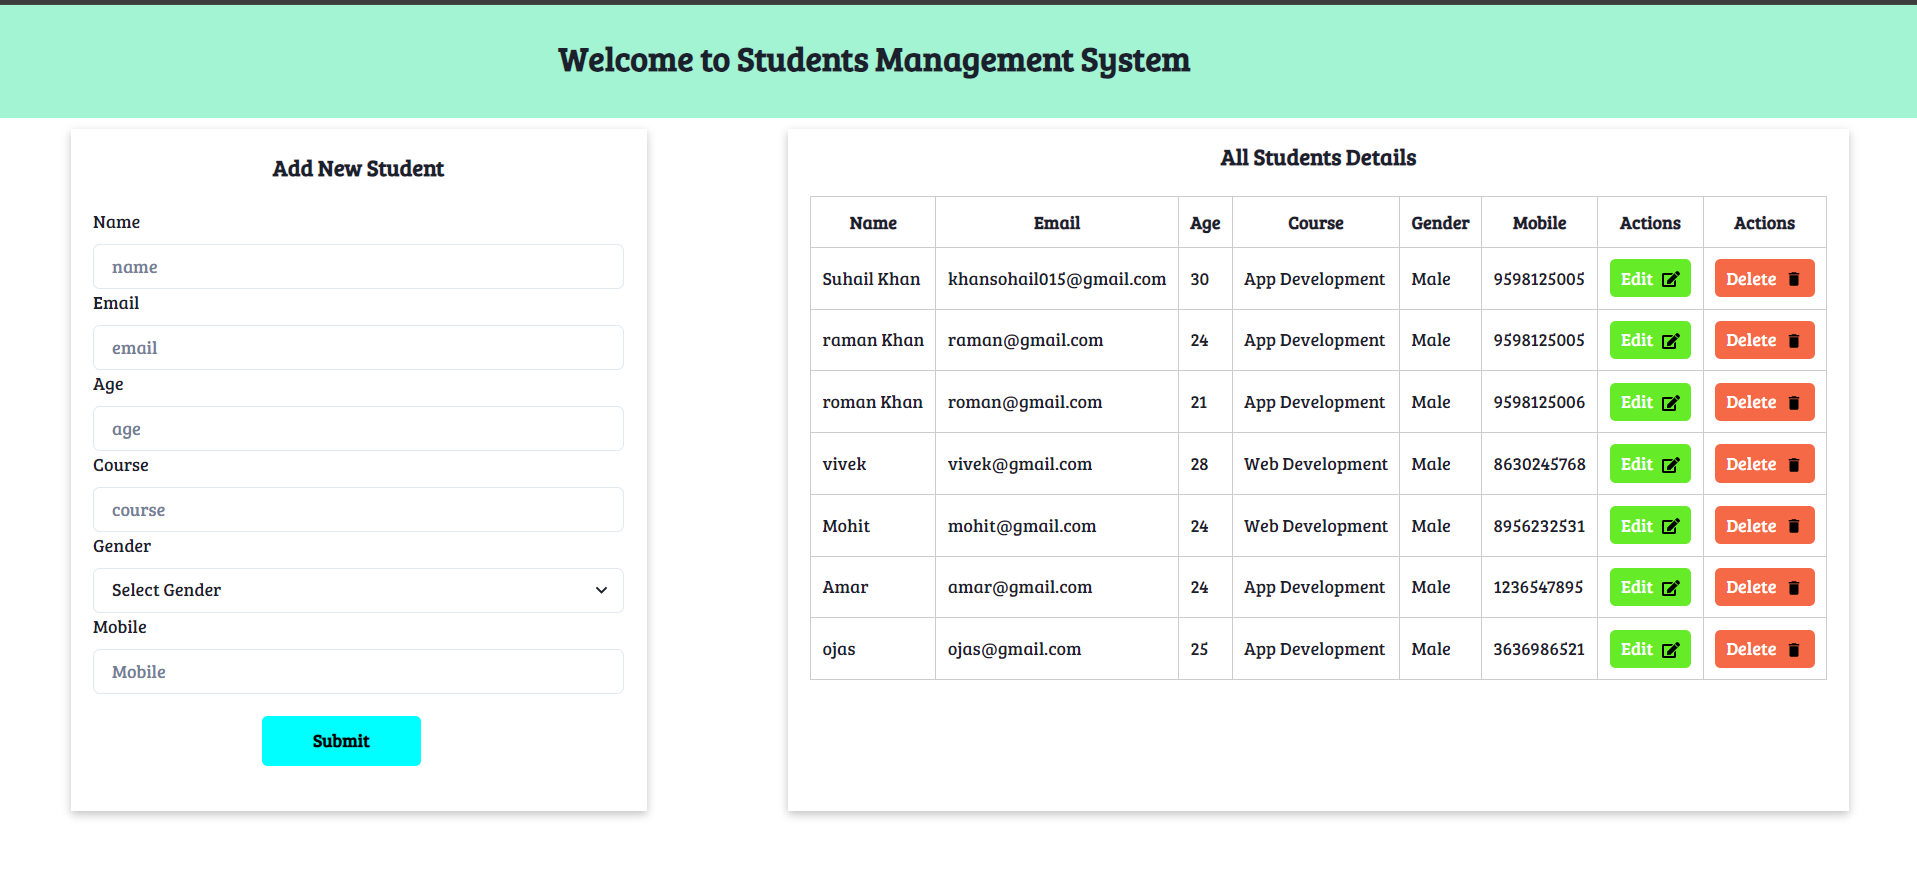 Welcome to Students Management System
Add New Student
Name
name
Email
email
Age
age
Course
course
Gender
Select Gender
Mobile
Mobile
Submit
All Students Details
Name Email Age Course Gender Mobile Actions Actions
Suhail Khan khansohail015@gmail.com 30 App Development Male 9598125005 Edit Delete
raman Khan raman@gmail.com 24 App Development Male 9598125005 Edit Delete
roman Khan roman@gmail.com 21 App Development Male 9598125006 Edit Delete
vivek vivek@gmail.com 28 Web Development Male 8630245768 Edit Delete
Mohit mohit@gmail.com 24 Web Development Male 8956232531 Edit Delete
Amar amar@gmail.com 24 App Development Male 1236547895 Edit Delete
ojas ojas@gmail.com 25 App Development Male 3636986521 Edit Delete